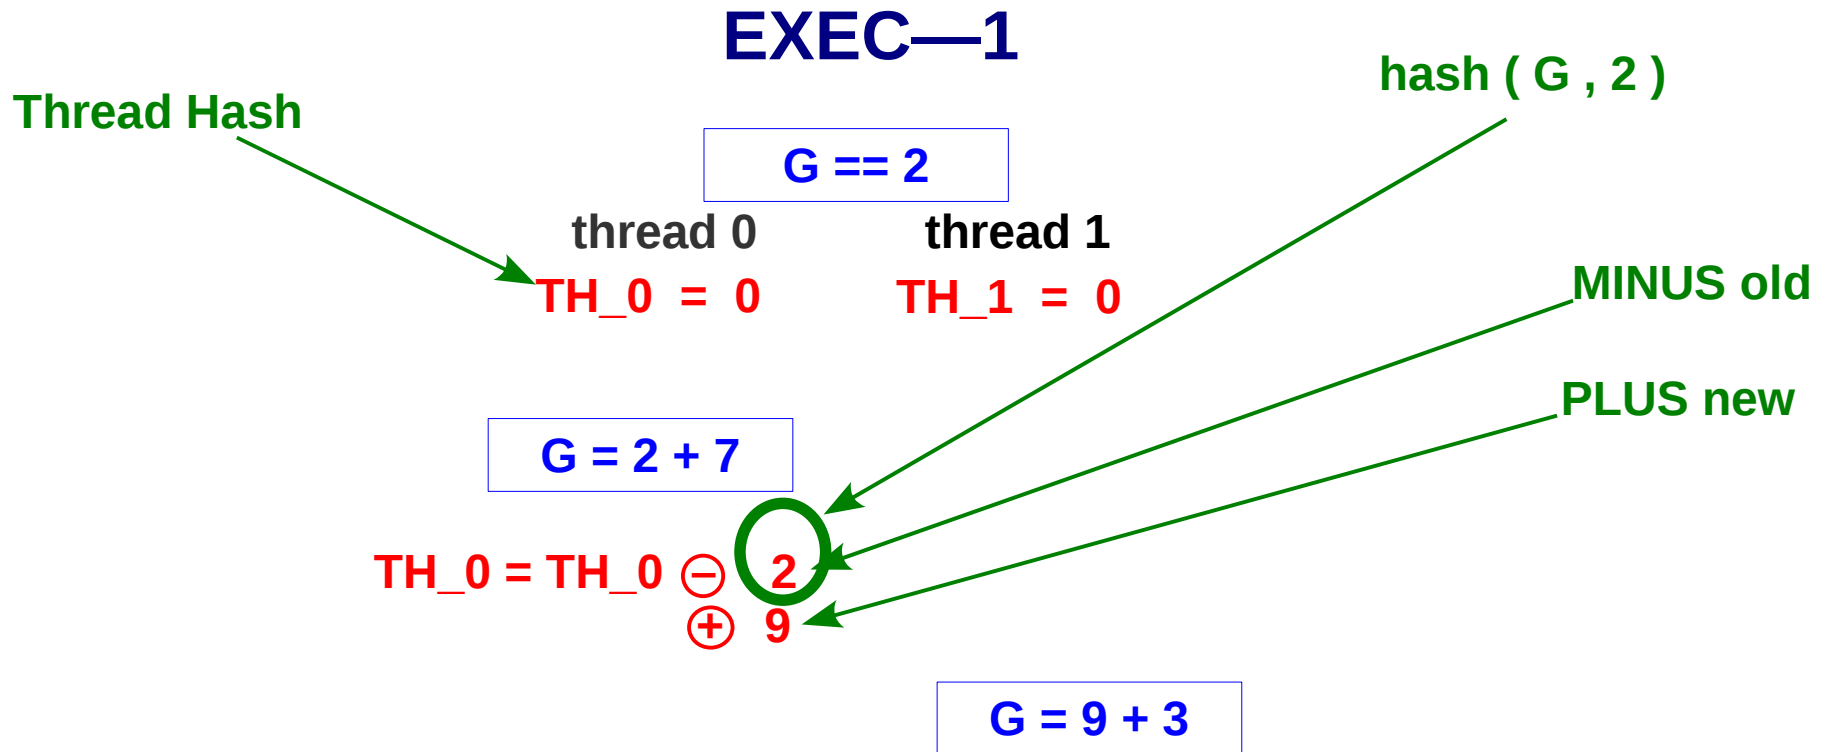 EXEC—1
hash ( G , 2 )
Thread Hash
G == 2
thread 0 thread 1
TH_0 = 0 TH_1 = 0
MINUS old
PLUS new
G = 2 + 7
TH_0 = TH_0 ⊖ 2
⊕ 9
G = 9 + 3